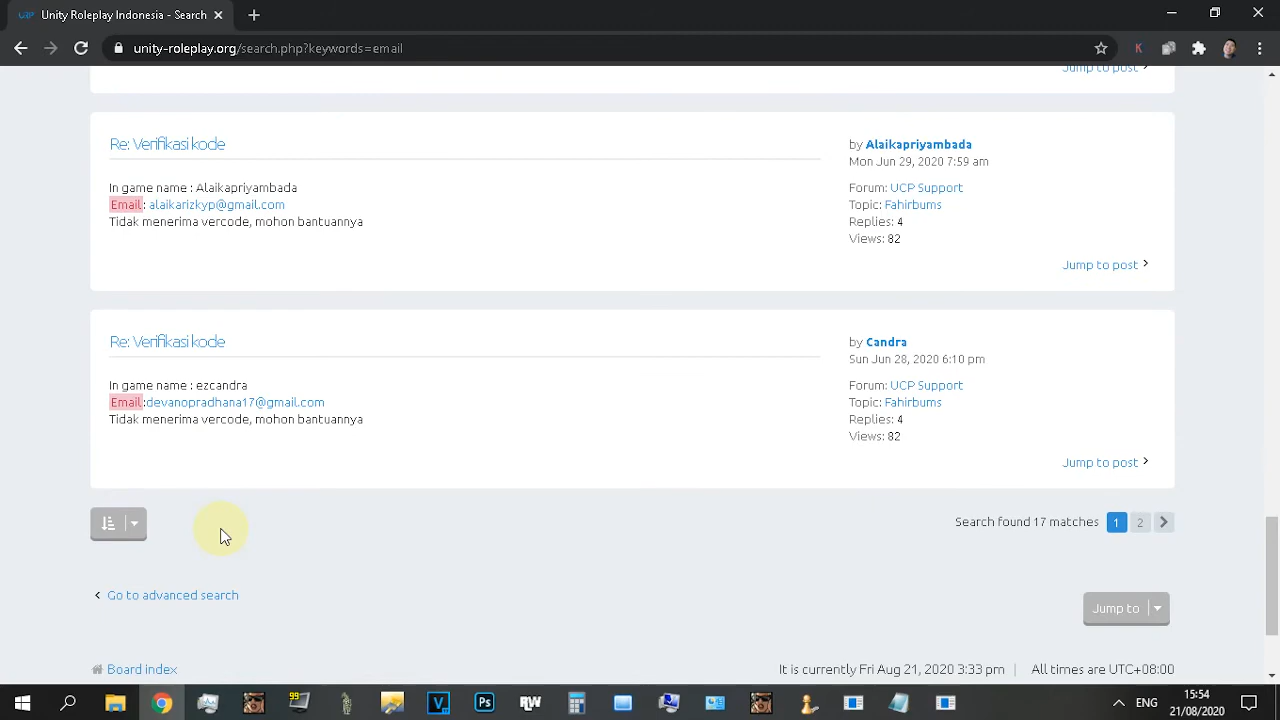 Unity Roleplay Indonesia - Search
unity-roleplay.org/search.php?keywords=email
Jump to post
Re: Verifikasi kode
In game name : Alaikapriyambada
Email: alaikarizkyp@gmail.com
Tidak menerima vercode, mohon bantuannya
by Alaikapriyambada
Mon Jun 29, 2020 7:59 am
Forum: UCP Support
Topic: Fahirbums
Replies: 4
Views: 82
Jump to post
Re: Verifikasi kode
In game name : ezcandra
Email:devanopradhana17@gmail.com
Tidak menerima vercode, mohon bantuannya
by Candra
Sun Jun 28, 2020 6:10 pm
Forum: UCP Support
Topic: Fahirbums
Replies: 4
Views: 82
Jump to post
Search found 17 matches 1 2
Go to advanced search
Jump to
Board index
It is currently Fri Aug 21, 2020 3:33 pm | All times are UTC+08:00
ENG
15:54
21/08/2020